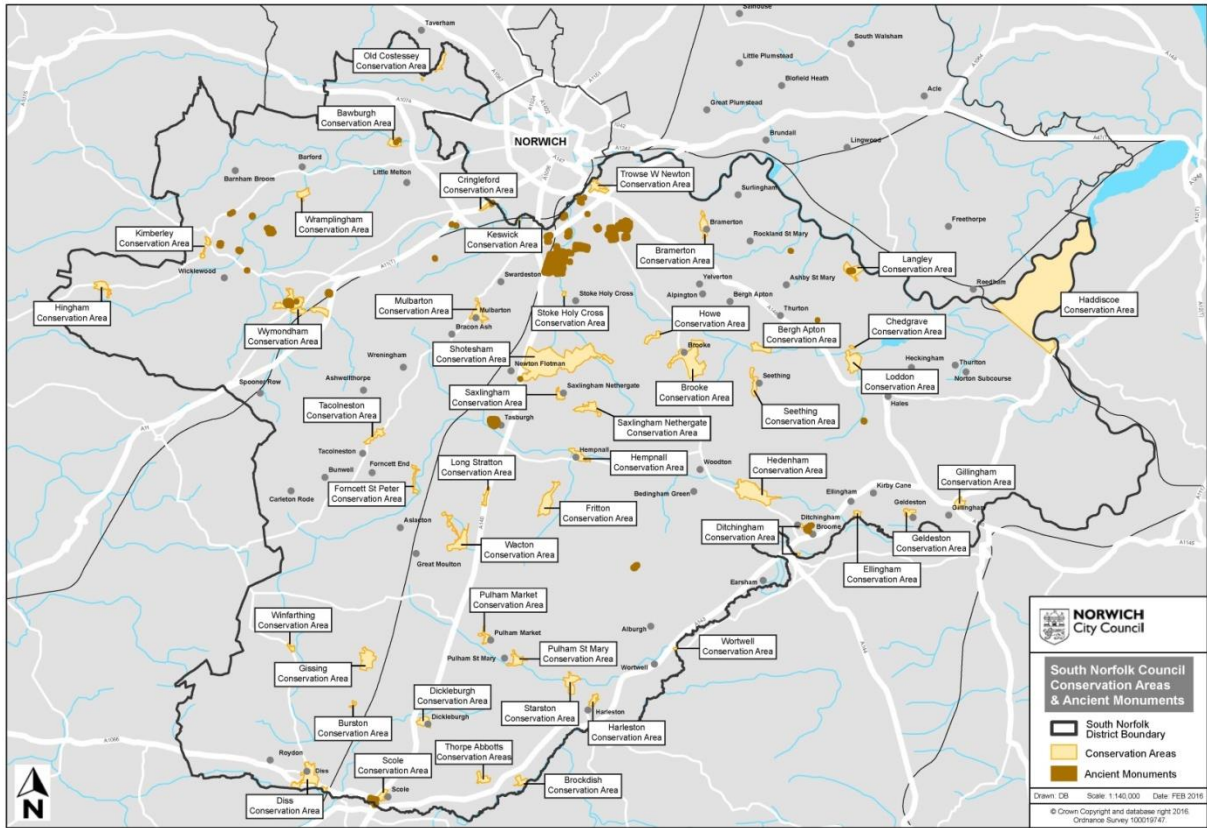 Taverham
South Walsham
Old Costessey
Conservation Area
Little Plumstead
Blofield Heath
Acle
Great Plumstead
Bawburgh
Conservation Area
NORWICH
Brundall
Lingwood
Barford
Barnham Broom
Little Melton
Trowse W Newton
Conservation Area
Cringleford
Conservation Area
Surlingham
Wramplingham
Conservation Area
Freethorpe
Kimberley
Conservation Area
Keswick
Conservation Area
Bramerton
Bramerton
Conservation Area
Rockland St Mary
Langley
Conservation Area
Wicklewood
Swardeston
Yelverton
Ashby St Mary
Reedham
Hingham
Conservation Area
Mulbarton
Conservation Area
Mulbarton
Stoke Holy Cross
Stoke Holy Cross
Conservation Area
Alpington
Bergh Apton
Thurton
Haddiscoe
Conservation Area
Wymondham
Conservation Area
Bracon Ash
Howe
Conservation Area
Bergh Apton
Conservation Area
Chedgrave
Conservation Area
Wreningham
Shotesham
Conservation Area
Newton Flotman
Brooke
Brooke
Conservation Area
Heckingham
Thurlton
Norton Subcourse
Loddon
Conservation Area
Spooner Row
Ashwellthorpe
Saxlingham
Conservation Area
Saxlingham Nethergate
Seething
Seething
Conservation Area
Hales
Tacolneston
Conservation Area
Tasburgh
Saxlingham Nethergate
Conservation Area
Tacolneston
Hempnall
Hempnall
Conservation Area
Woodton
Hedenham
Conservation Area
Gillingham
Conservation Area
Bunwell
Forncett End
Long Stratton
Conservation Area
Carleton Rode
Forncett St Peter
Conservation Area
Bedingham Green
Ellingham
Kirby Cane
Geldeston
Gillingham
Fritton
Conservation Area
Aslacton
Ditchingham
Ditchingham
Conservation Area
Broome
Geldeston
Conservation Area
Wacton
Conservation Area
Great Moulton
Ellingham
Conservation Area
Earsham
Pulham Market
Conservation Area
Winfarthing
Conservation Area
Pulham Market
Alburgh
Wortwell
Conservation Area
Gissing
Conservation Area
Pulham St Mary
Pulham St Mary
Conservation Area
Wortwell
Dickleburgh
Conservation Area
Starston
Conservation Area
Harleston
Burston
Conservation Area
Dickleburgh
Harleston
Conservation Area
A1066
Roydon
Diss
Scole
Conservation Area
Thorpe Abbotts
Conservation Areas
Scole
Brockdish
Conservation Area
Diss
Conservation Area
N
NORWICH
City Council
South Norfolk Council
Conservation Areas
& Ancient Monuments
South Norfolk
District Boundary
Conservation Areas
Ancient Monuments
Drawn: DB Scale: 1:140,000 Date: FEB 2016
© Crown Copyright and database right 2016.
Ordnance Survey 100019747.